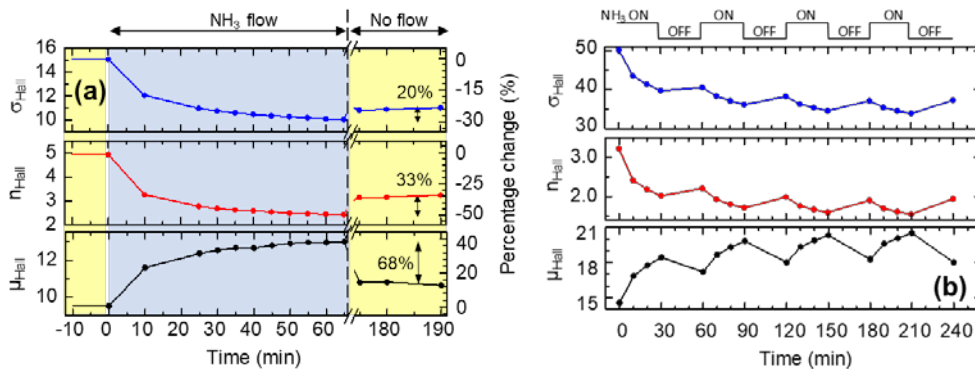 NH3 flow No flow
(a)
σHall
16
14
12
10
0
-15
-30
20%
nHall
5
4
3
2
0
-25
-50
33%
μHall
12
10
40
20
0
68%
Percentage change (%)
-10 0 10 20 30 40 50 60 180 190
Time (min)
NH3 ON ON ON ON
OFF OFF OFF OFF
σHall
50
40
30
nHall
3.0
2.0
μHall
21
18
15
(b)
0 30 60 90 120 150 180 210 240
Time (min)